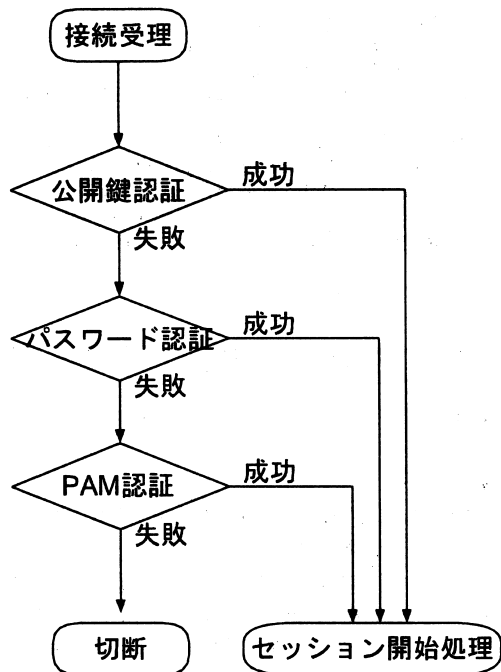 接続受理
公開鍵認証
成功
失敗
パスワード認証
成功
失敗
PAM認証
成功
失敗
切断
セッション開始処理